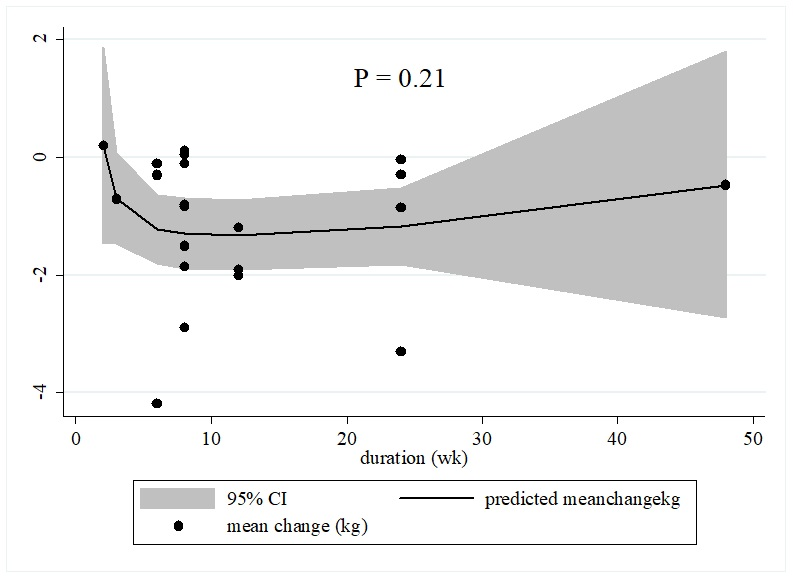 P = 0.21
2
0
-2
-4
0 10 20 30 40 50
duration (wk)
95% CI predicted meanchangekg
mean change (kg)